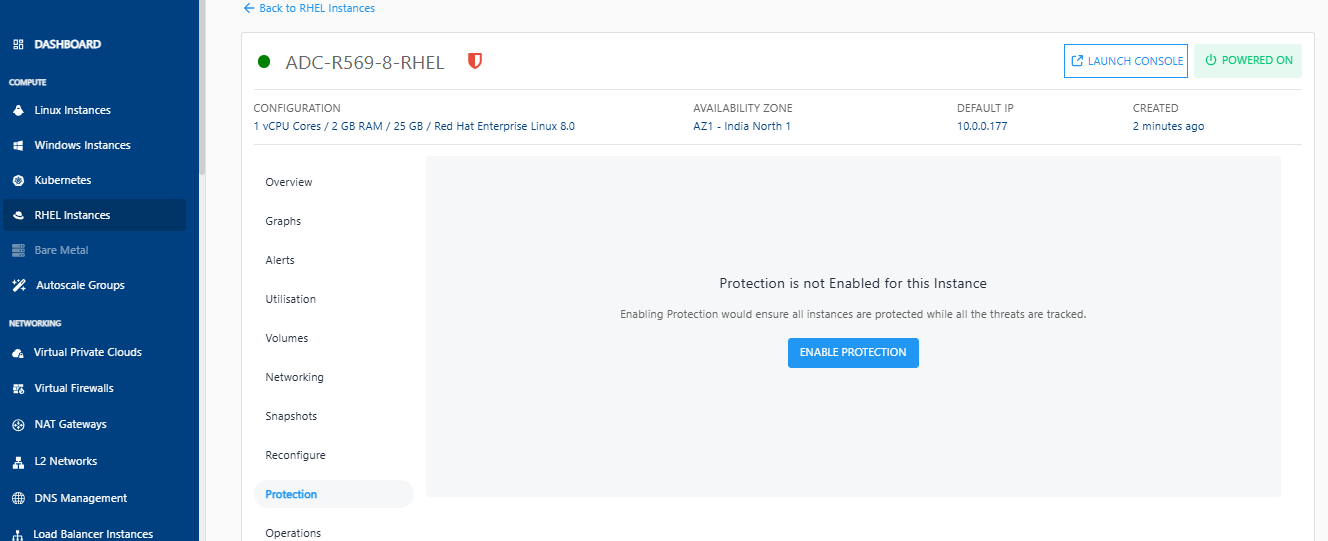 Back to RHEL Instances
DASHBOARD
COMPUTE
Linux Instances
Windows Instances
Kubernetes
RHEL Instances
Bare Metal
Autoscale Groups
NETWORKING
Virtual Private Clouds
Virtual Firewalls
NAT Gateways
L2 Networks
DNS Management
Load Balancer Instances
ADC-R569-8-RHEL
LAUNCH CONSOLE
POWERED ON
CONFIGURATION
1 vCPU Cores / 2 GB RAM / 25 GB / Red Hat Enterprise Linux 8.0
AVAILABILITY ZONE
AZ1 - India North 1
DEFAULT IP
10.0.0.177
CREATED
2 minutes ago
Overview
Graphs
Alerts
Utilisation
Volumes
Networking
Snapshots
Reconfigure
Protection
Operations
Protection is not Enabled for this Instance
Enabling Protection would ensure all instances are protected while all the threats are tracked.
ENABLE PROTECTION